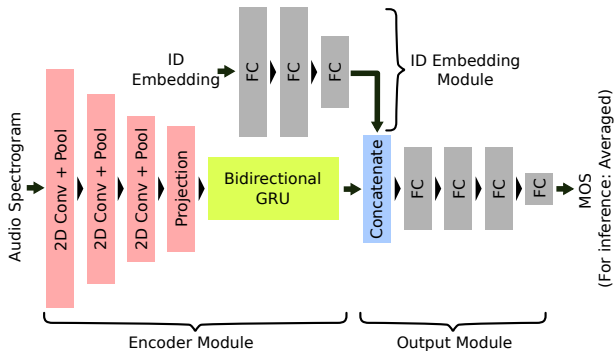 ID
Embedding
FC
FC
FC
ID Embedding
Module
Audio Spectrogram
2D Conv + Pool
2D Conv + Pool
2D Conv + Pool
Projection
Bidirectional
GRU
Concatenate
FC
FC
FC
FC
MOS
(For inference: Averaged)
Encoder Module
Output Module